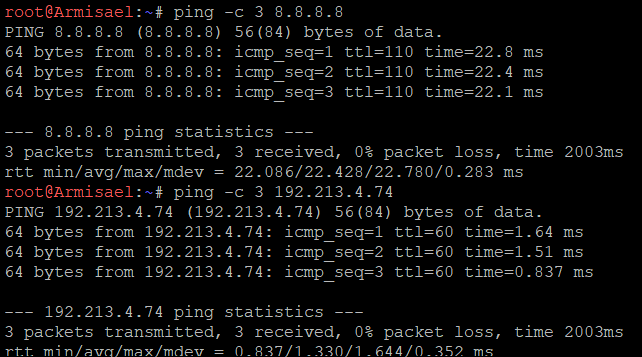 root@Armisael:~# ping -c 3 8.8.8.8
PING 8.8.8.8 (8.8.8.8) 56(84) bytes of data.
64 bytes from 8.8.8.8: icmp_seq=1 ttl=110 time=22.8 ms
64 bytes from 8.8.8.8: icmp_seq=2 ttl=110 time=22.4 ms
64 bytes from 8.8.8.8: icmp_seq=3 ttl=110 time=22.1 ms

--- 8.8.8.8 ping statistics ---
3 packets transmitted, 3 received, 0% packet loss, time 2003ms
rtt min/avg/max/mdev = 22.086/22.428/22.780/0.283 ms
root@Armisael:~# ping -c 3 192.213.4.74
PING 192.213.4.74 (192.213.4.74) 56(84) bytes of data.
64 bytes from 192.213.4.74: icmp_seq=1 ttl=60 time=1.64 ms
64 bytes from 192.213.4.74: icmp_seq=2 ttl=60 time=1.51 ms
64 bytes from 192.213.4.74: icmp_seq=3 ttl=60 time=0.837 ms

--- 192.213.4.74 ping statistics ---
3 packets transmitted, 3 received, 0% packet loss, time 2003ms
rtt min/avg/max/mdev = 0.837/1.330/1.644/0.352 ms